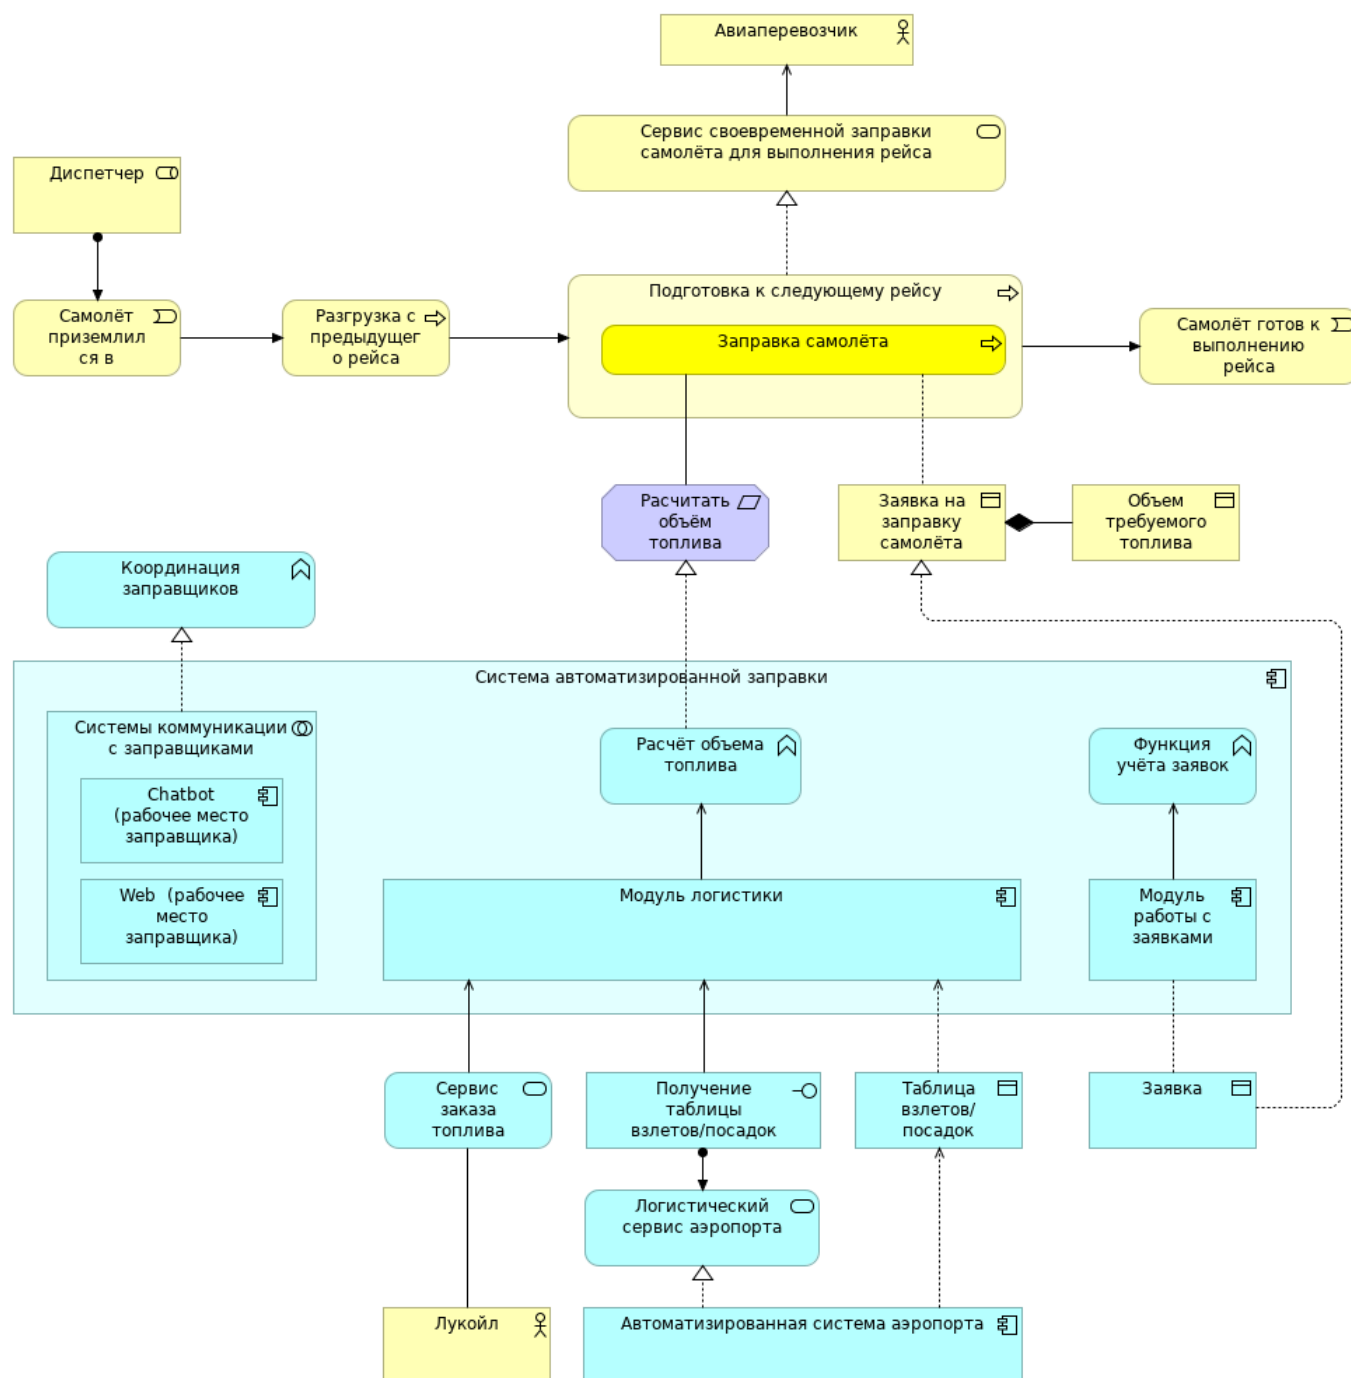 Авиаперевозчик
Сервис своевременной заправки
самолёта для выполнения рейса
Диспетчер
Самолёт
приземлил
ся в
Разгрузка с
предыдущег
о рейса
Подготовка к следующему рейсу
Заправка самолёта
Самолёт готов к
выполнению
рейса
Расчитать
объём
топлива
Заявка на
заправку
самолёта
Объем
требуемого
топлива
Координация
заправщиков
Система автоматизированной заправки
Системы коммуникации
с заправщиками
Chatbot
(рабочее место
заправщика)
Web (рабочее
место
заправщика)
Расчёт объема
топлива
Функция
учёта заявок
Модуль логистики
Модуль
работы с
заявками
Сервис
заказа
топлива
Получение
таблицы
взлетов/посадок
Таблица
взлетов/
посадок
Заявка
Логистический
сервис аэропорта
Лукойл
Автоматизированная система аэропорта